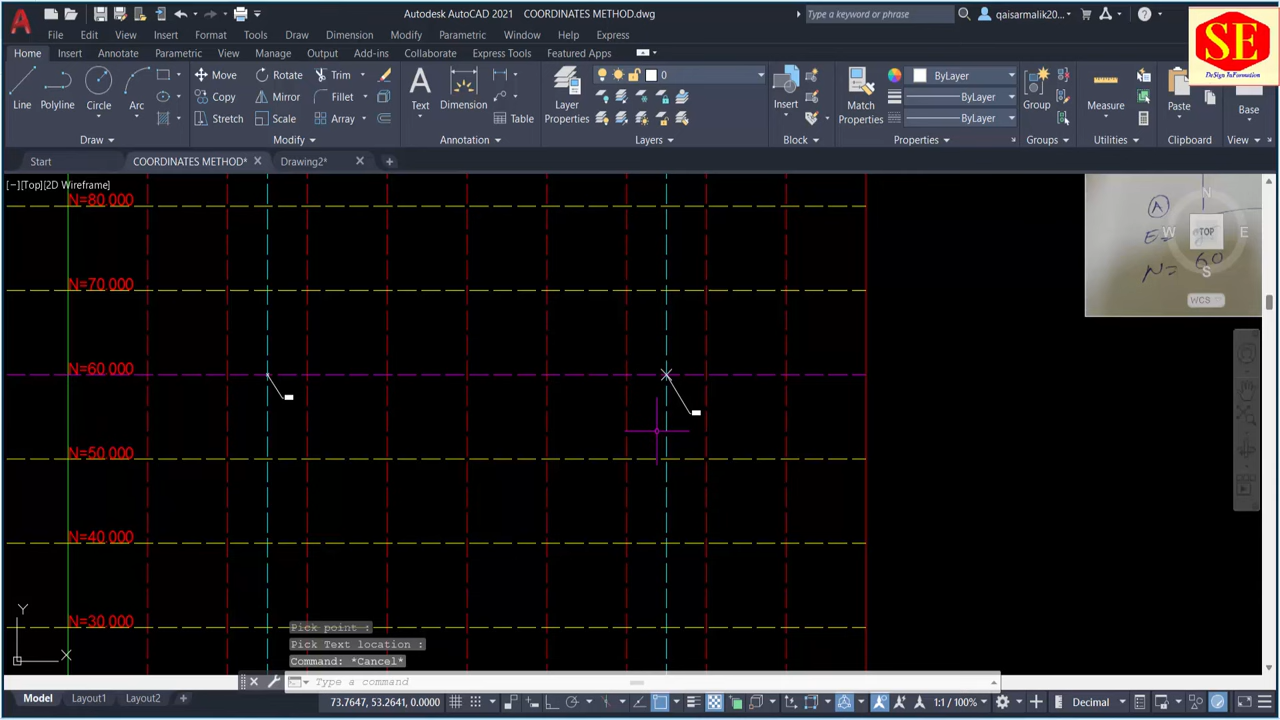 Autodesk AutoCAD 2021 COORDINATES METHOD.dwg
Type a keyword or phrase
qaisarmalik20...
SE
DeSign InFormation
File Edit View Insert Format Tools Draw Dimension Modify Parametric Window Help Express
Home Insert Annotate Parametric View Manage Output Add-ins Collaborate Express Tools Featured Apps
Line Polyline Circle Arc
Move Rotate Trim
Copy Mirror Fillet
Stretch Scale Array
Text Dimension Table
Layer Properties
0
Insert
Match Properties
ByLayer
ByLayer
ByLayer
Group
Measure
Paste
Base
Draw Modify Annotation Layers Block Properties Groups Utilities Clipboard View
Start COORDINATES METHOD* Drawing2*
[−][Top][2D Wireframe]
N=80 000
N=70 000
N=60 000
N=50 000
N=40 000
N=30 000
A
E=
N= 60
N
W TOP E
S
WCS
Y
X
Pick point :
Pick Text location :
Command: *Cancel*
Type a command
Model Layout1 Layout2
73.7647, 53.2641, 0.0000
MODEL
1:1 / 100%
Decimal